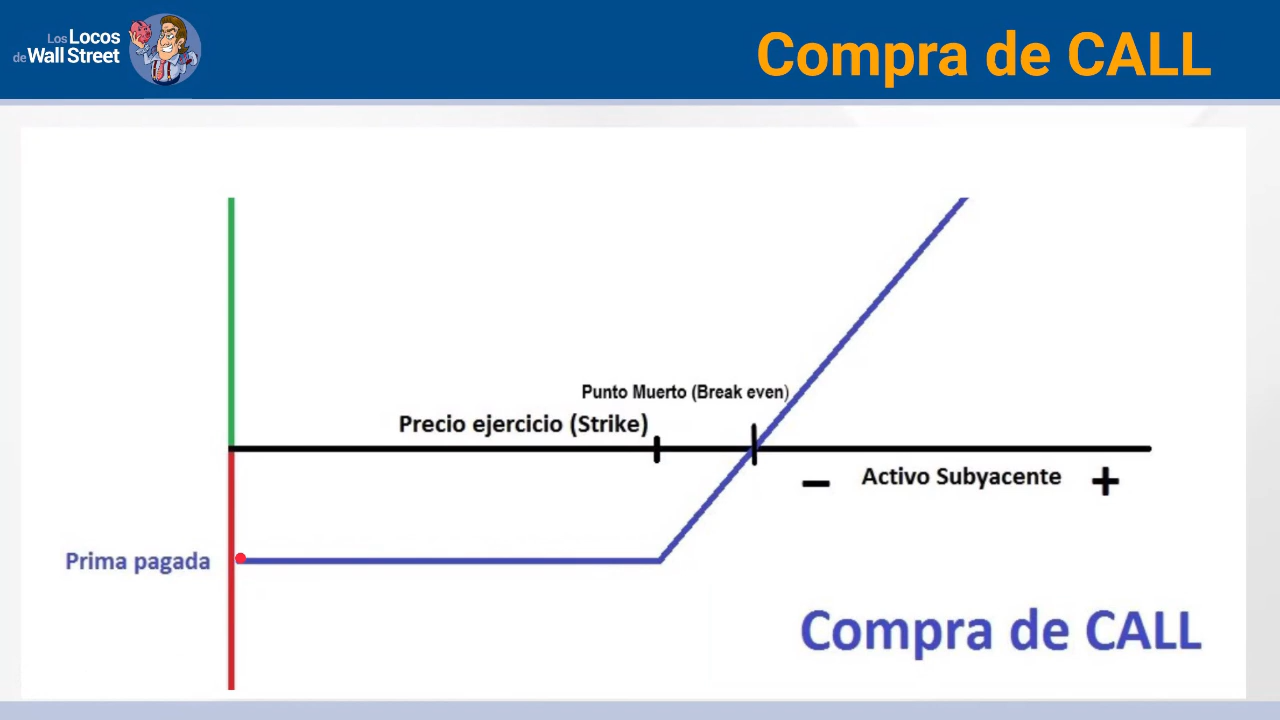 Los Locos
de Wall Street
Compra de CALL
Punto Muerto (Break even)
Precio ejercicio (Strike)
− Activo Subyacente +
Prima pagada
Compra de CALL